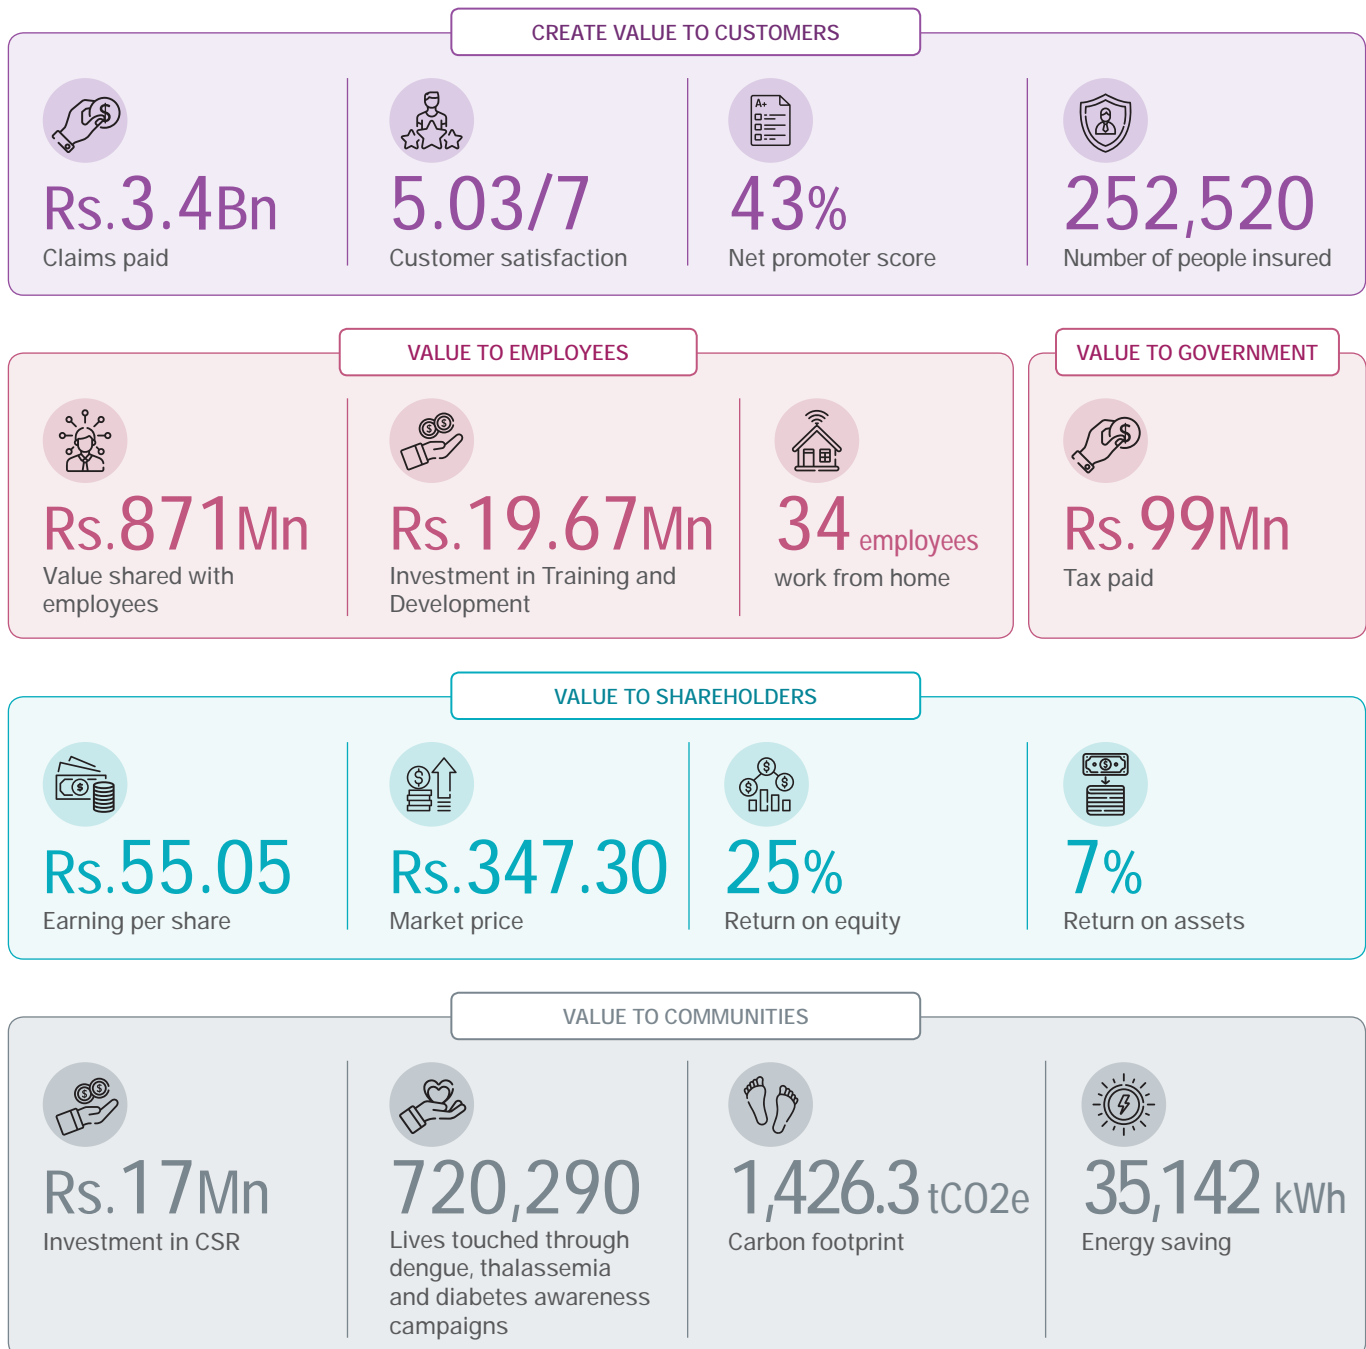 CREATE VALUE TO CUSTOMERS
A+
$
Rs.3.4Bn
Claims paid
5.03/7
Customer satisfaction
43%
Net promoter score
252,520
Number of people insured
VALUE TO EMPLOYEES
Rs.871Mn
Value shared with
employees
$ $
Rs.19.67Mn
Investment in Training and
Development
34 employees
work from home
VALUE TO GOVERNMENT
$
Rs.99Mn
Tax paid
VALUE TO SHAREHOLDERS
$
Rs.55.05
Earning per share
$
Rs.347.30
Market price
$ $ $
25%
Return on equity
$
7%
Return on assets
VALUE TO COMMUNITIES
$ $
Rs.17Mn
Investment in CSR
720,290
Lives touched through
dengue, thalassemia
and diabetes awareness
campaigns
1,426.3 tCO2e
Carbon footprint
35,142 kWh
Energy saving